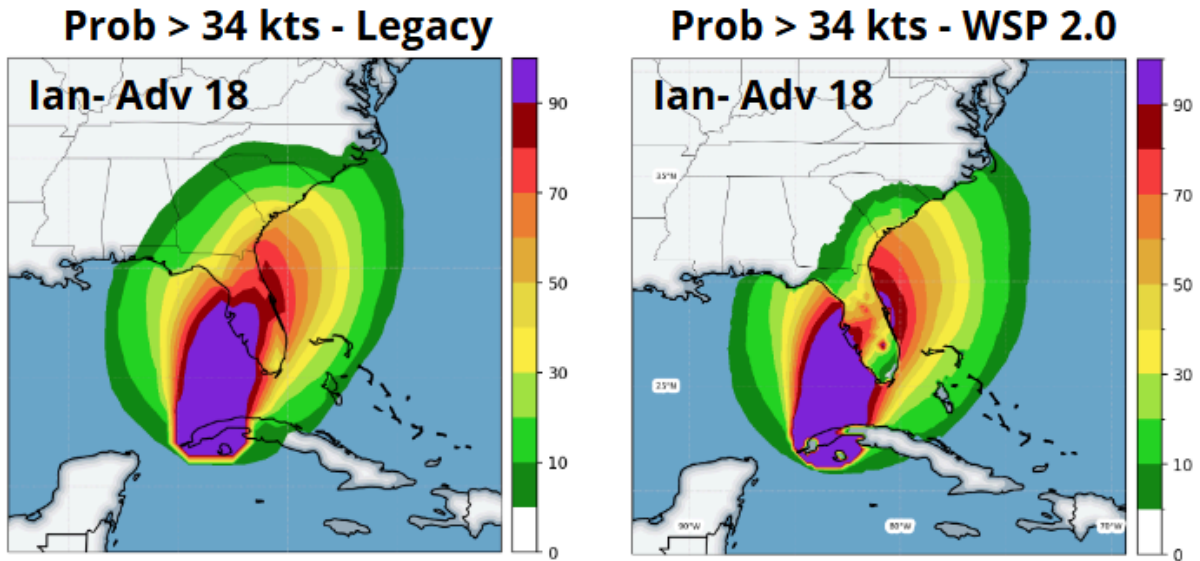 Prob > 34 kts - Legacy
Ian- Adv 18
90
70
50
30
10
0
Prob > 34 kts - WSP 2.0
Ian- Adv 18
35°N
25°N
90°W
80°W
70°W
90
70
50
30
10
0